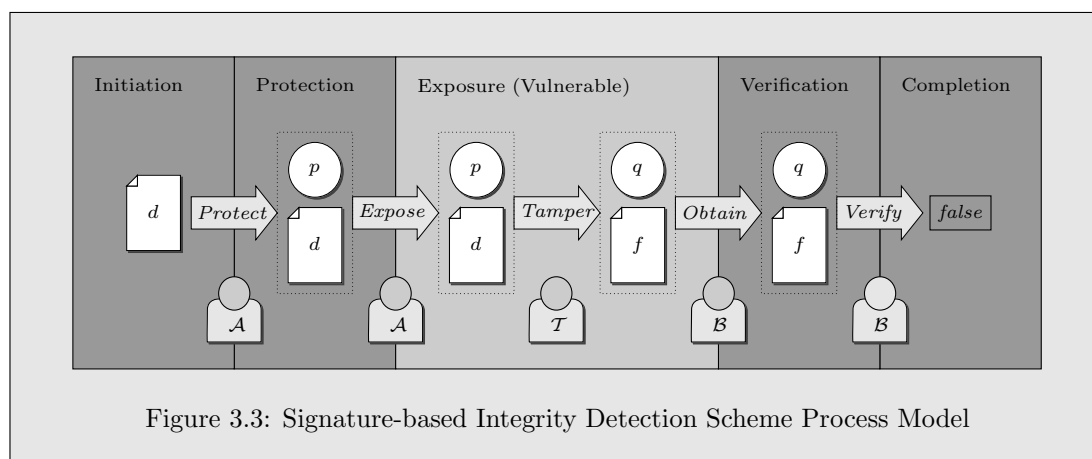 Initiation Protection Exposure (Vulnerable) Verification Completion
p p q q
Protect Expose Tamper Obtain Verify false
d d d f f
A A T B B
Figure 3.3: Signature-based Integrity Detection Scheme Process Model